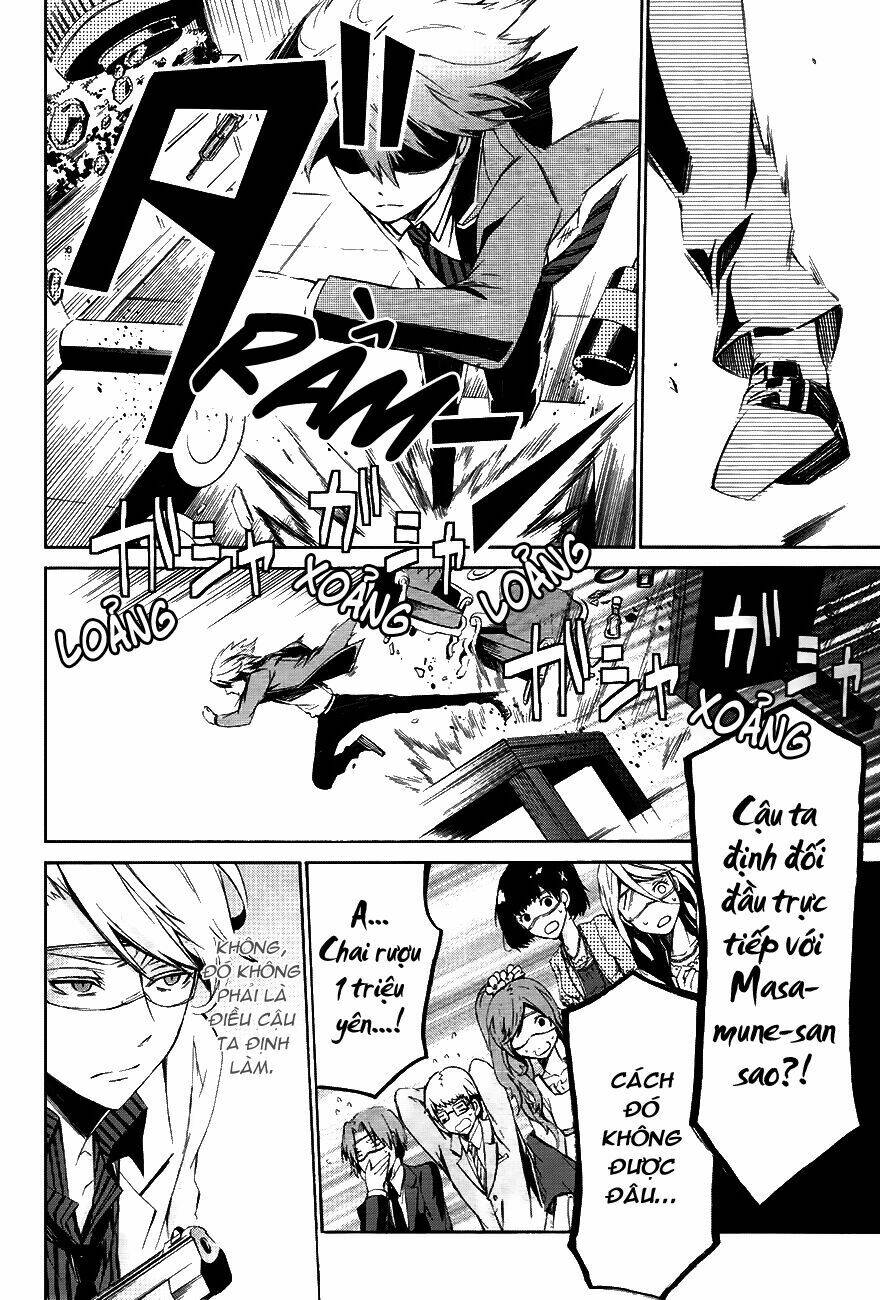 A"
RẦM-
ガシャ
ガシャ
LOẢNG
XOẢNG
LOẢNG
ガシャ
ガシャ
XOẢNG
Cậu ta
định đối
đầu trực
tiếp với
Masa-
mune-san
sao?!
CÁCH
ĐÓ
KHÔNG
ĐƯỢC
ĐÂU...
A...
Chai rượu
1 triệu
yên...!
KHÔNG,
ĐÓ KHÔNG
PHẢI LÀ
ĐIỀU CẬU
TA ĐỊNH
LÀM.